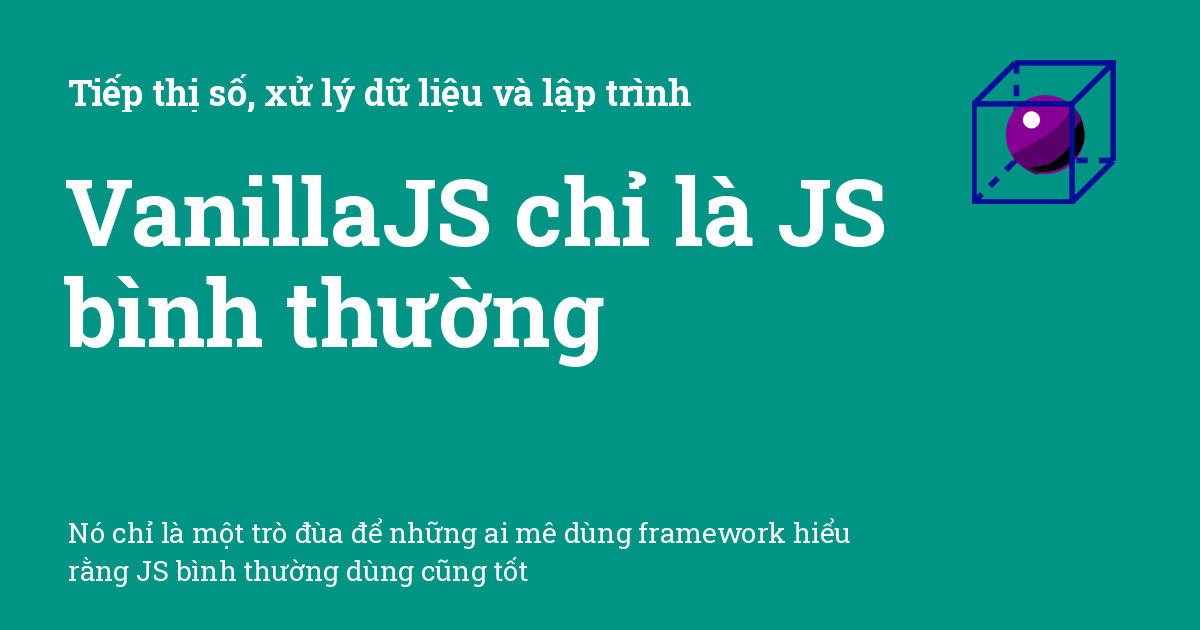 Tiếp thị số, xử lý dữ liệu và lập trình
VanillaJS chỉ là JS
bình thường
Nó chỉ là một trò đùa để những ai mê dùng framework hiểu
rằng JS bình thường dùng cũng tốt